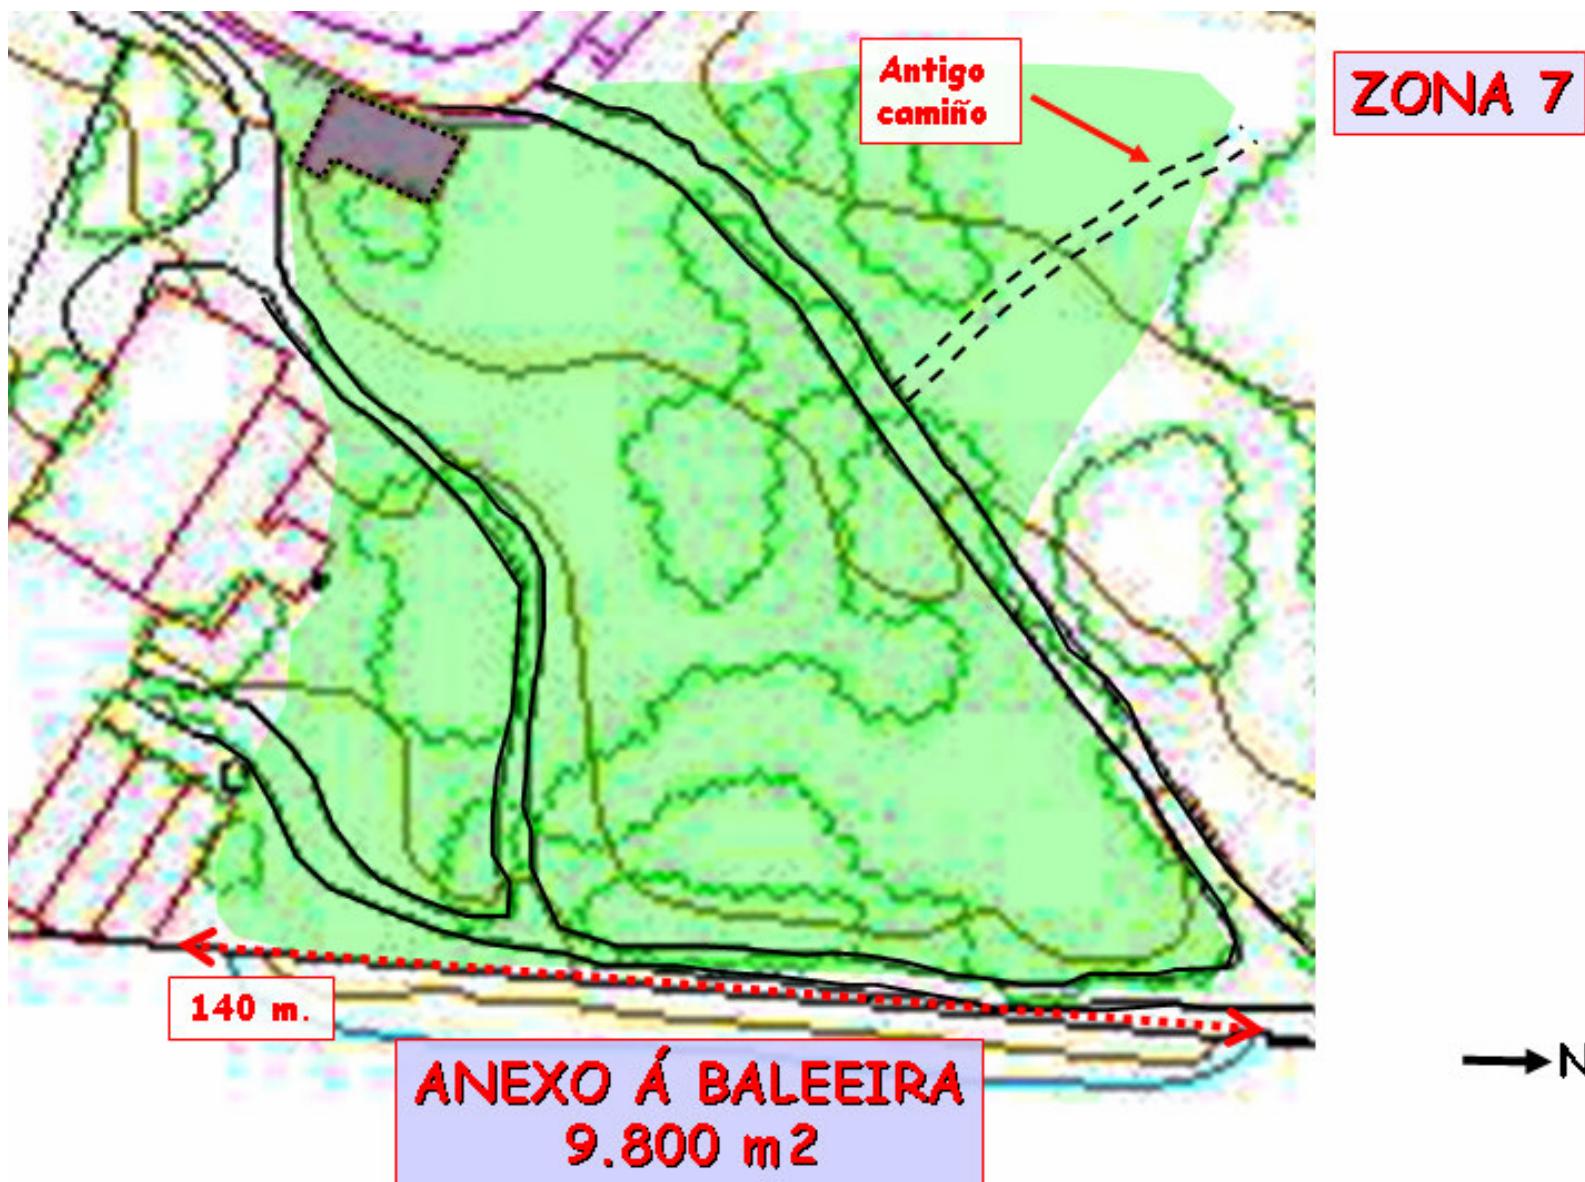 Antigo
camiño
ZONA 7
140 m.
ANEXO Á BALEEIRA
9.800 m2
N